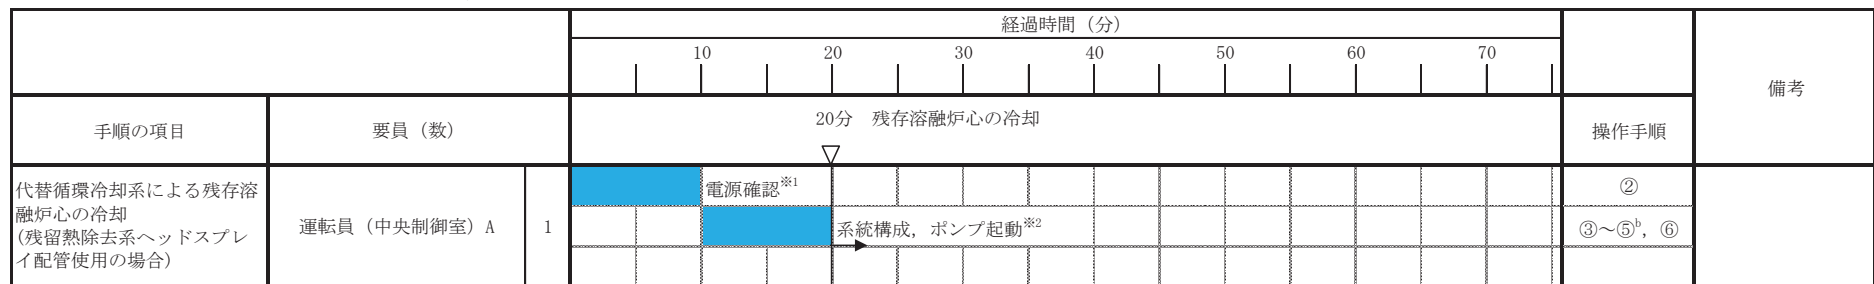 経過時間（分）
10 20 30 40 50 60 70
備考
手順の項目
要員（数）
20分 残存溶融炉心の冷却
操作手順
代替循環冷却系による残存溶
融炉心の冷却
(残留熱除去系ヘッドスプレ
イ配管使用の場合)
運転員（中央制御室）A
1
電源確認※1
②
系統構成，ポンプ起動※2
③～⑤b，⑥